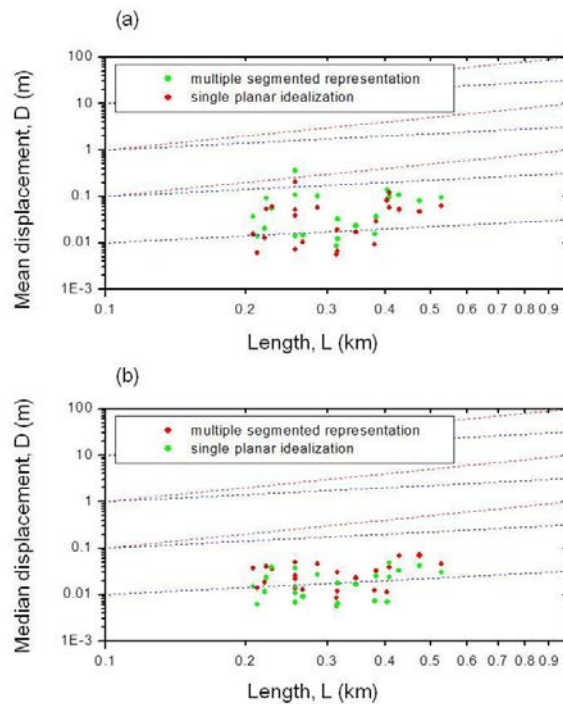 (a)
Mean displacement, D (m)
100
10
1
0.1
0.01
1E-3
multiple segmented representation
single planar idealization
0.1 0.2 0.3 0.4 0.5 0.6 0.7 0.8 0.9
Length, L (km)
(b)
Median displacement, D (m)
100
10
1
0.1
0.01
1E-3
multiple segmented representation
single planar idealization
0.1 0.2 0.3 0.4 0.5 0.6 0.7 0.8 0.9
Length, L (km)